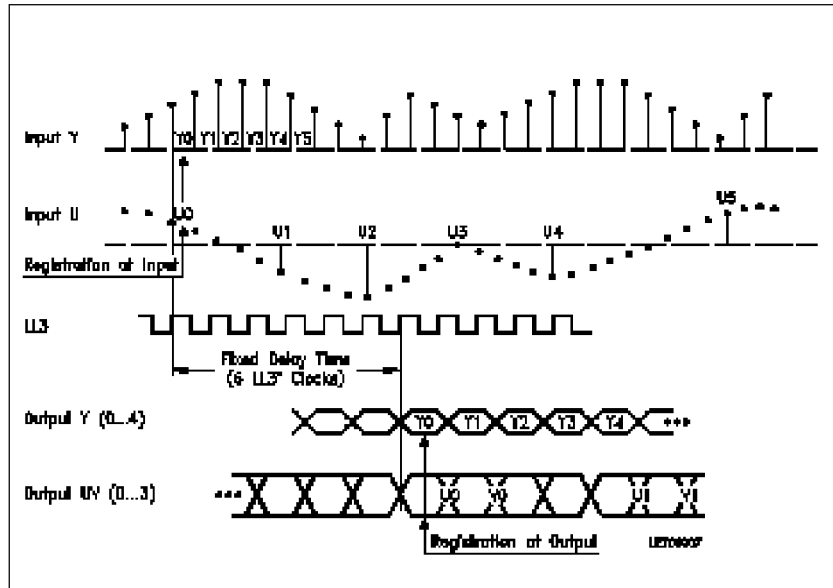 Input Y
Y0 Y1 Y2 Y3 Y4 Y5
Input U
U0
U1
U2
U3
U4
U5
Registration at Input
LL3
Fixed Delay Time
(6 LL3* Clocks)
Output Y (0...4)
Y0 Y1 Y2 Y3 Y4
Output UV (0...3)
U0 V0 U1 V1
Registration at Output